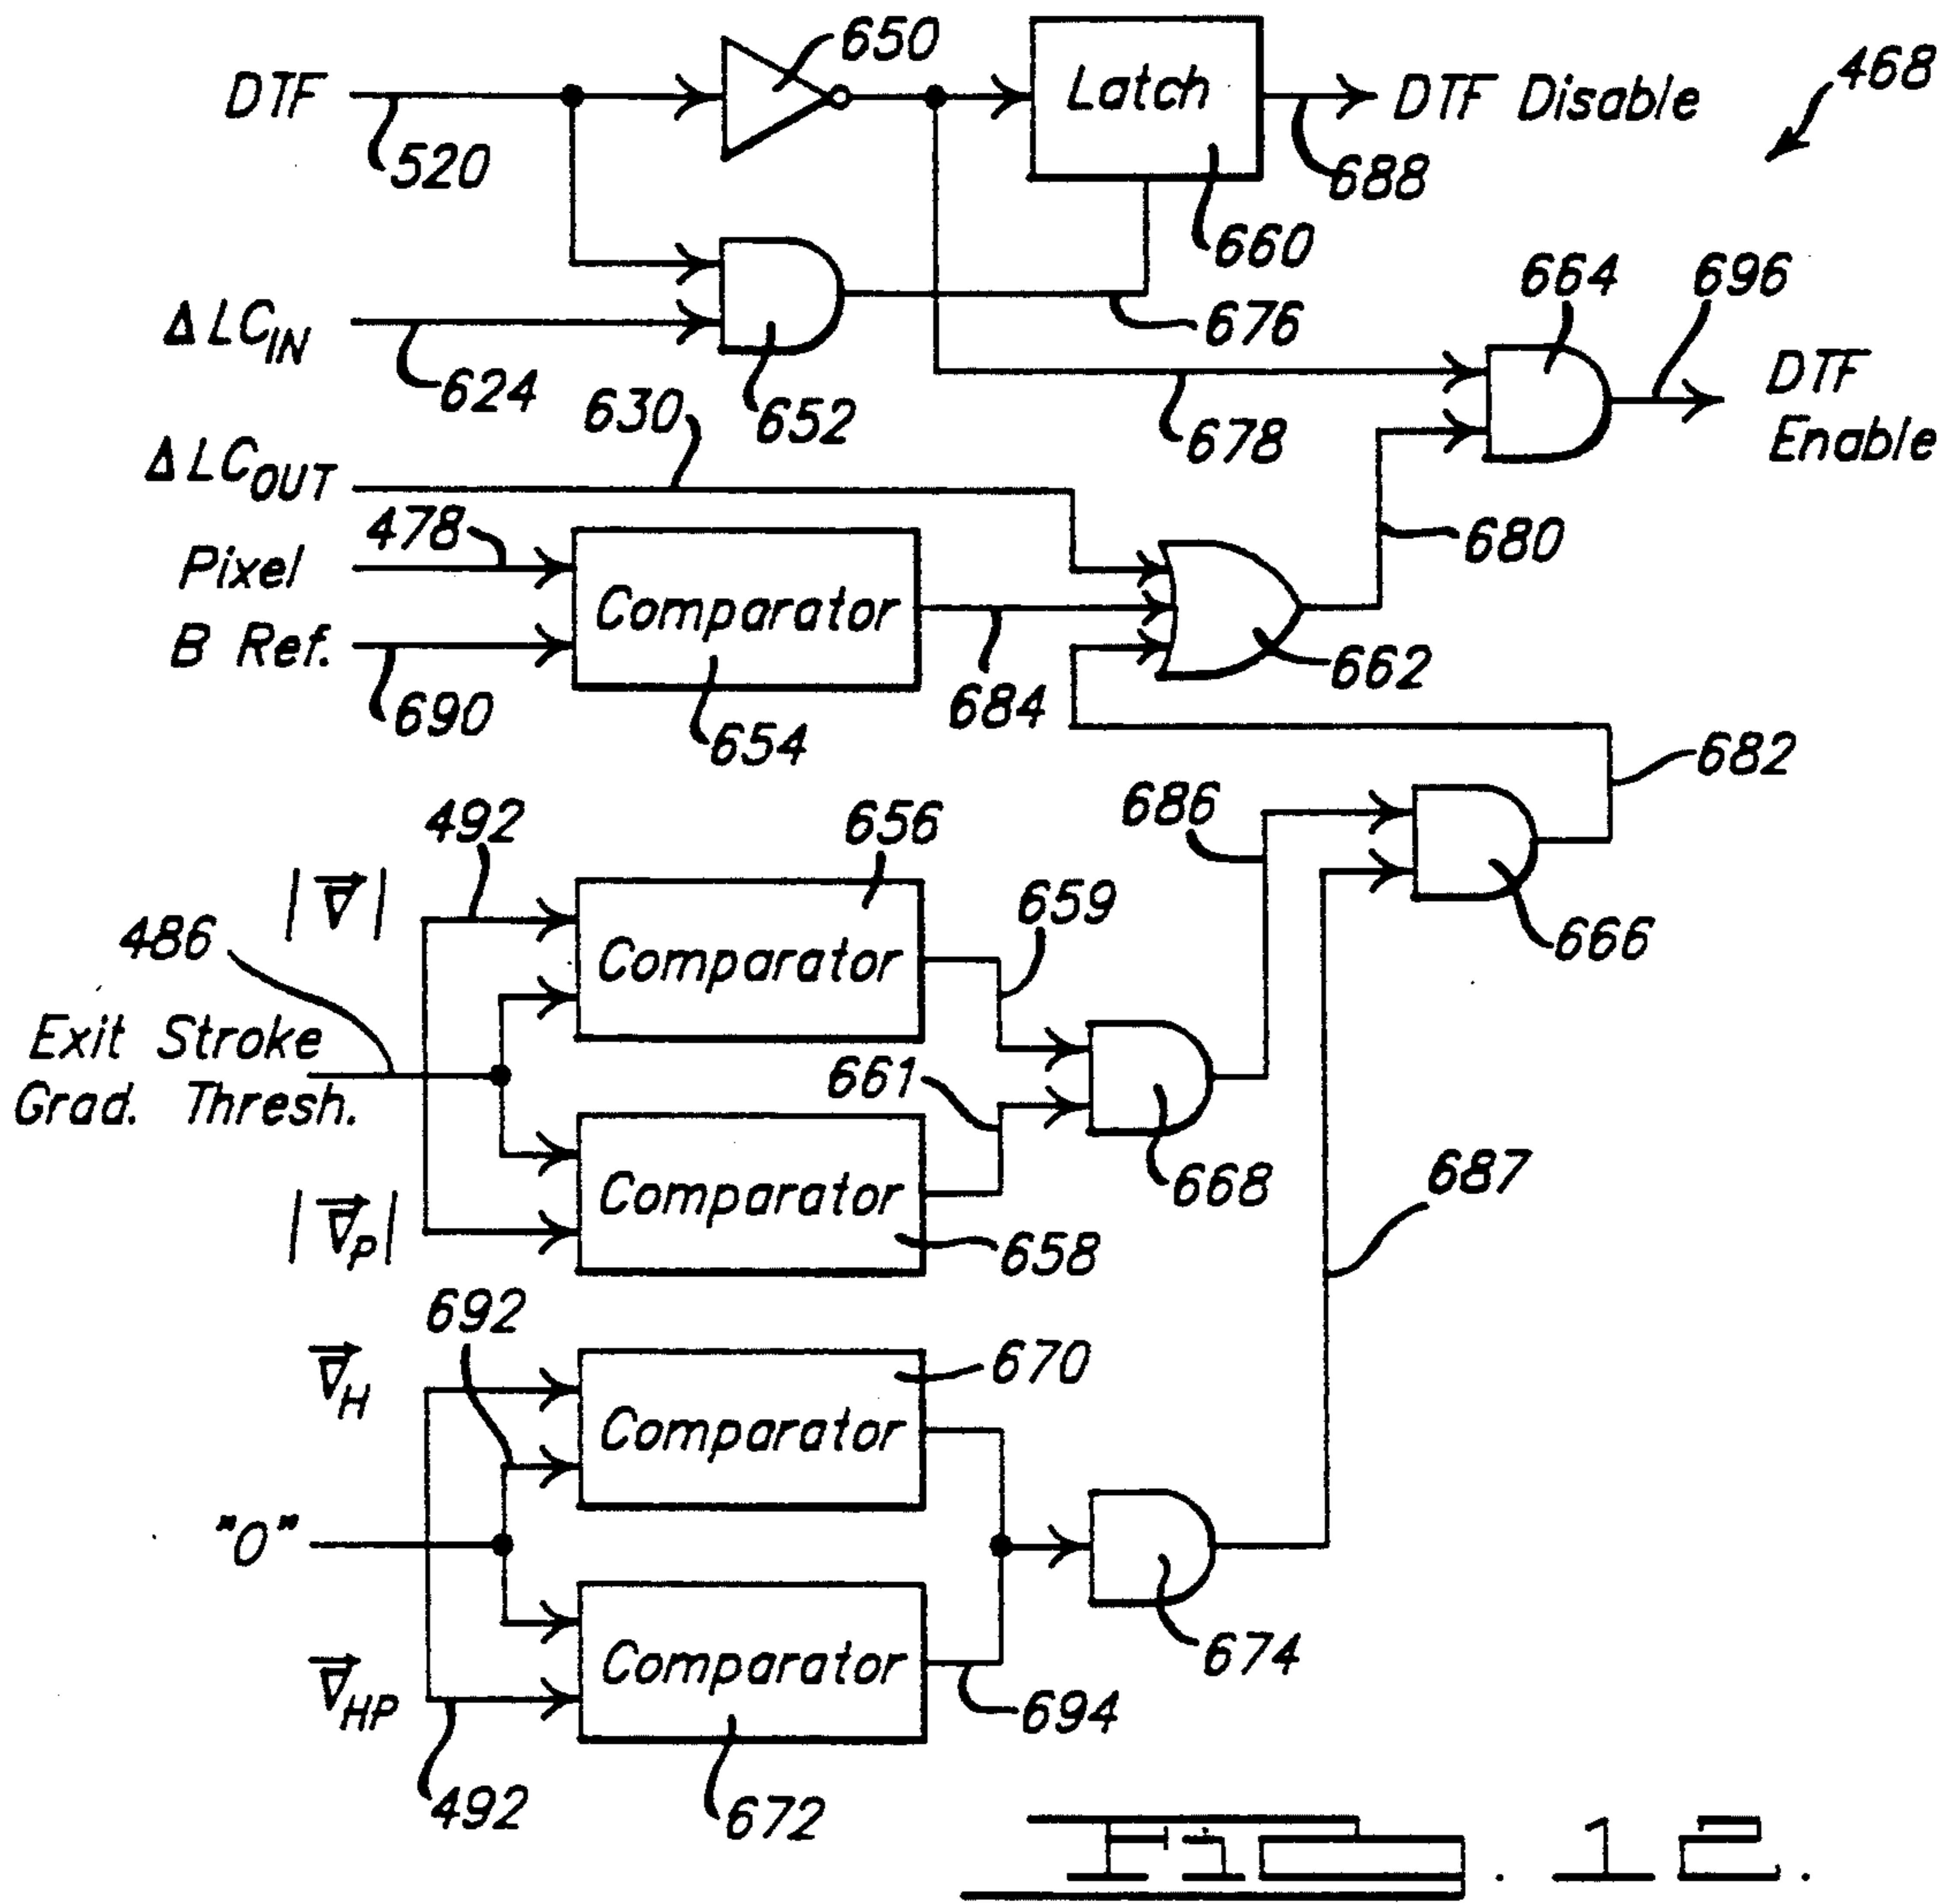 650
Latch
468
DTF
DTF Disable
520
688
660
ΔLC_IN
664
696
676
624
652
DTF
Enable
630
678
ΔLC_OUT
478
Pixel
680
Comparator
B Ref.
662
690
684
654
682
686
492
656
|∇⃗|
659
486
Comparator
666
Exit Stroke
Grad. Thresh.
661
668
687
|∇⃗_P|
Comparator
658
692
∇⃗_H
670
Comparator
"0"
674
Comparator
∇⃗_HP
694
492
672
Fig. 12.